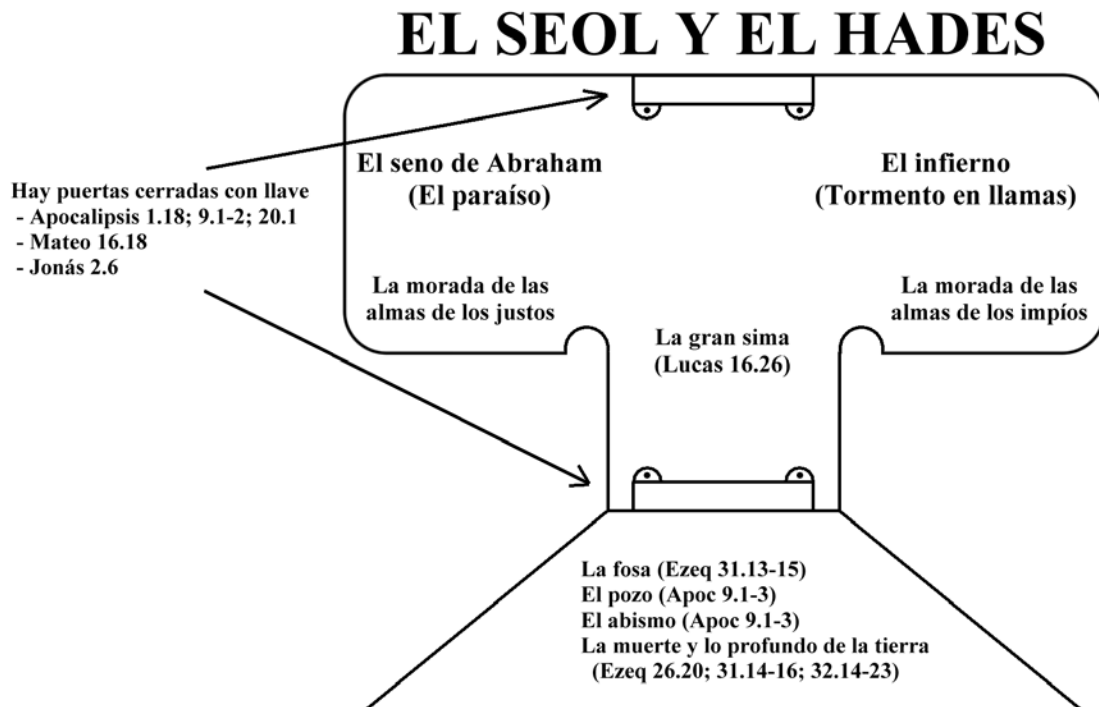 EL SEOL Y EL HADES
El seno de Abraham
(El paraíso)
El infierno
(Tormento en llamas)
Hay puertas cerradas con llave
- Apocalipsis 1.18; 9.1-2; 20.1
- Mateo 16.18
- Jonás 2.6
La morada de las
almas de los justos
La morada de las
almas de los impíos
La gran sima
(Lucas 16.26)
La fosa (Ezeq 31.13-15)
El pozo (Apoc 9.1-3)
El abismo (Apoc 9.1-3)
La muerte y lo profundo de la tierra
(Ezeq 26.20; 31.14-16; 32.14-23)